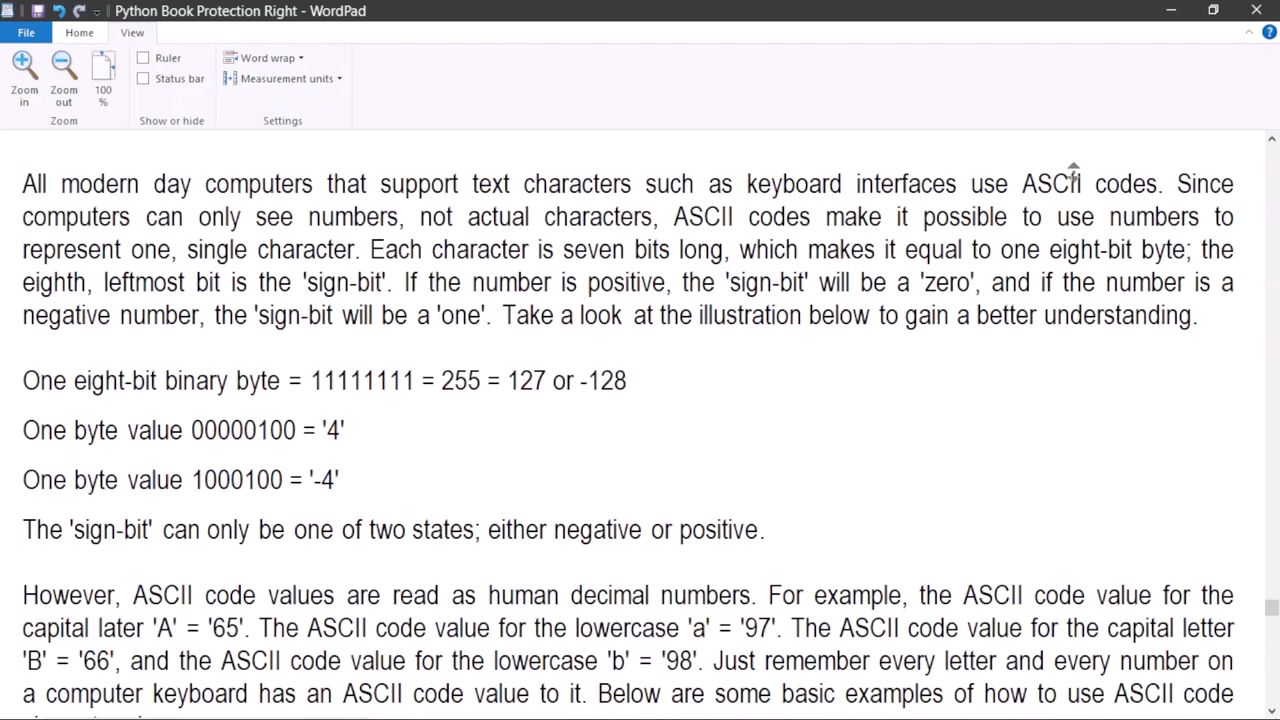 Python Book Protection Right - WordPad
File Home View
Zoom in
Zoom out
100 %
Ruler
Status bar
Word wrap
Measurement units
Zoom
Show or hide
Settings
All modern day computers that support text characters such as keyboard interfaces use ASCII codes. Since
computers can only see numbers, not actual characters, ASCII codes make it possible to use numbers to
represent one, single character. Each character is seven bits long, which makes it equal to one eight-bit byte; the
eighth, leftmost bit is the 'sign-bit'. If the number is positive, the 'sign-bit' will be a 'zero', and if the number is a
negative number, the 'sign-bit will be a 'one'. Take a look at the illustration below to gain a better understanding.
One eight-bit binary byte = 11111111 = 255 = 127 or -128
One byte value 00000100 = '4'
One byte value 1000100 = '-4'
The 'sign-bit' can only be one of two states; either negative or positive.
However, ASCII code values are read as human decimal numbers. For example, the ASCII code value for the
capital later 'A' = '65'. The ASCII code value for the lowercase 'a' = '97'. The ASCII code value for the capital letter
'B' = '66', and the ASCII code value for the lowercase 'b' = '98'. Just remember every letter and every number on
a computer keyboard has an ASCII code value to it. Below are some basic examples of how to use ASCII code